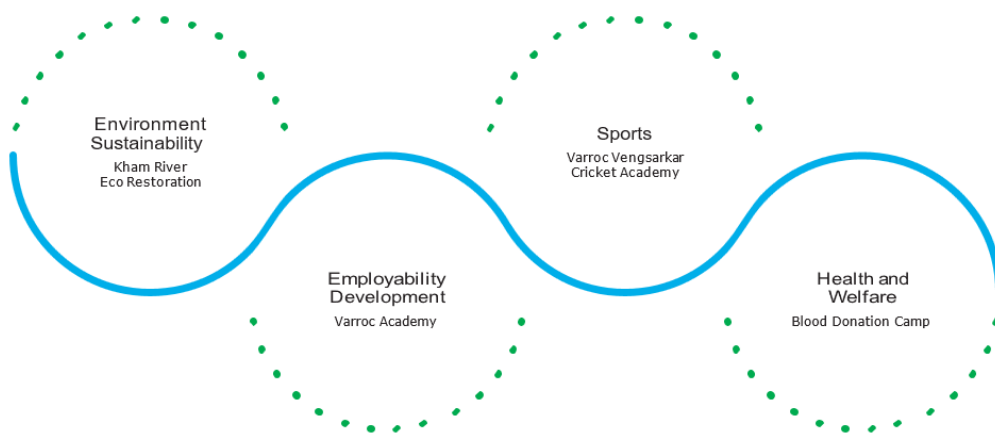 Environment
Sustainability
Kham River
Eco Restoration
Employability
Development
Varroc Academy
Sports
Varroc Vengsarkar
Cricket Academy
Health and
Welfare
Blood Donation Camp